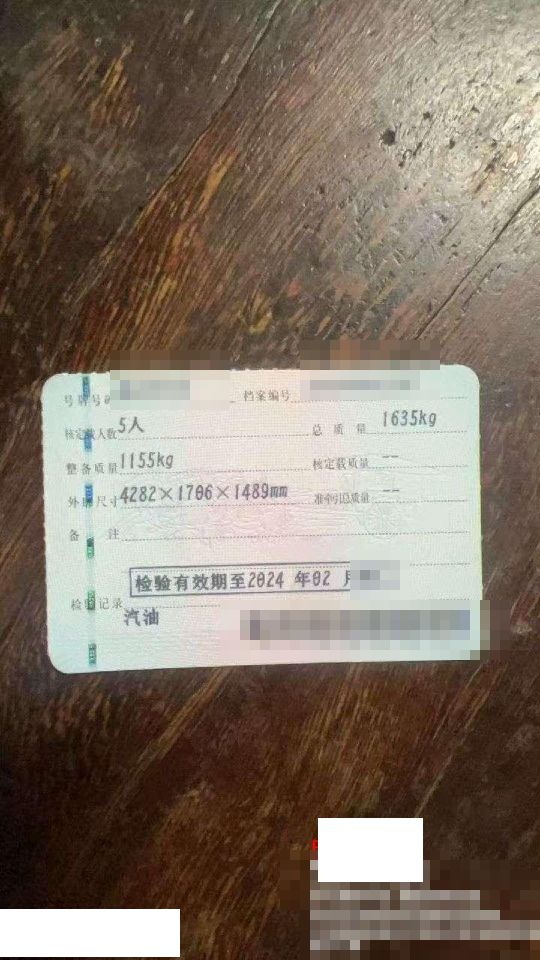 号牌号码 档案编号
核定载人数 5人 总质量 1635kg
整备质量 1155kg 核定载质量 --
外廓尺寸 4282×1706×1489mm 准牵引总质量 --
备注
检验有效期至2024 年02 月
检验记录
汽油